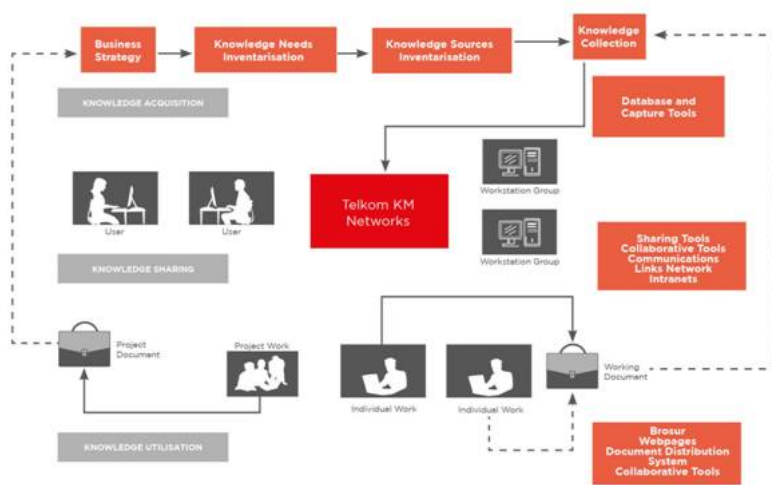 Business
Strategy
Knowledge Needs
Inventarisation
Knowledge Sources
Inventarisation
Knowledge
Collection
KNOWLEDGE ACQUISITION
Database and
Capture Tools
Telkom KM
Networks
Workstation Group
User
User
Workstation Group
KNOWLEDGE SHARING
Sharing Tools
Collaborative Tools
Communications
Links Network
Intranets
Project
Document
Project Work
Individual Work
Individual Work
Working
Document
KNOWLEDGE UTILISATION
Brosur
Webpages
Document Distribution
System
Collaborative Tools